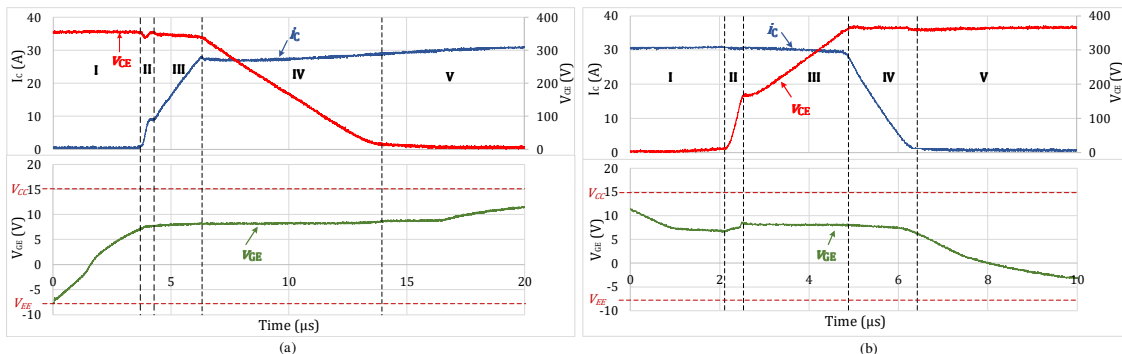 40 400
30 300
20 200
10 100
0 0
I_C (A)
V_CE (V)
I II III IV V
v_CE
i_C
20
15
10
5
0
-5
-10
V_GE (V)
V_CC
V_EE
v_GE
0 5 10 15 20
Time (µs)
(a)
40 400
30 300
20 200
10 100
0 0
I_C (A)
V_CE (V)
I II III IV V
i_C
v_CE
20
15
10
5
0
-5
-10
V_GE (V)
V_CC
V_EE
v_GE
0 2 4 6 8 10
Time (µs)
(b)